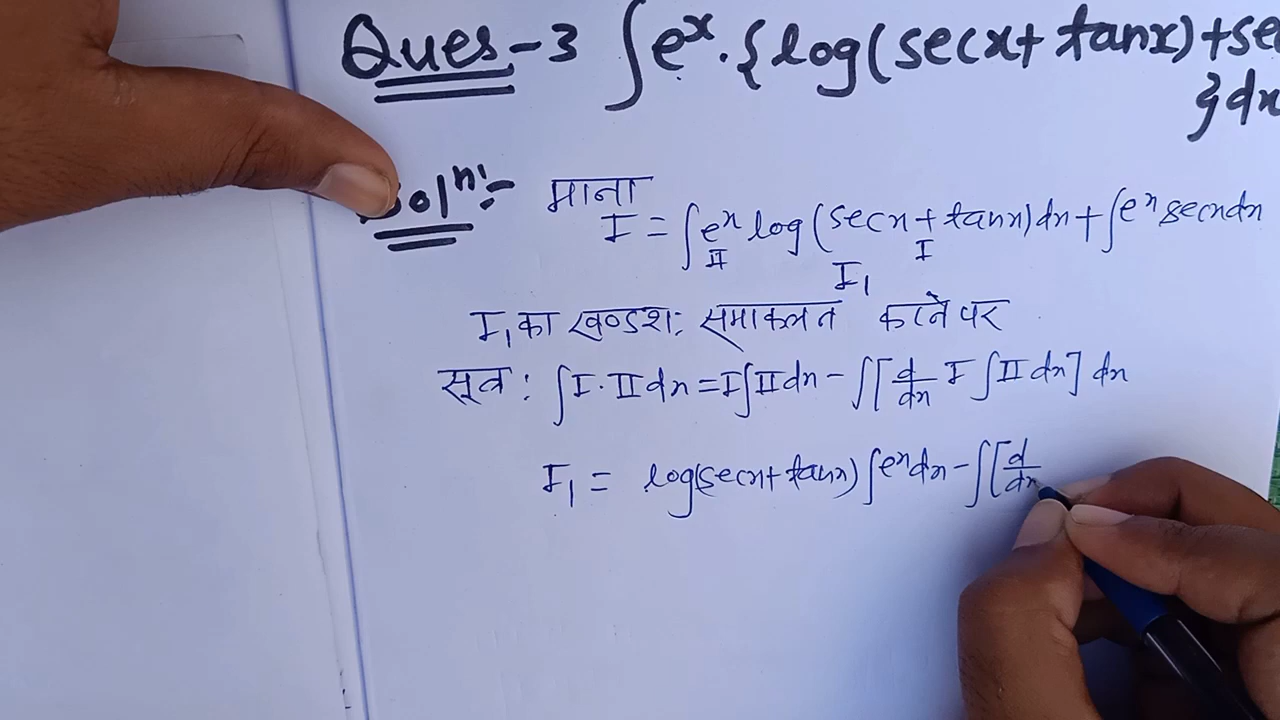 Ques-3 ∫eˣ.{log(secx+tanx)+sec
}dx
Solⁿ:- माना
I = ∫eˣ log(secx+tanx)dx+∫eˣ secxdx
II I
I₁
I₁ का खण्डश: समाकलन करने पर
सूत्र : ∫I.II dx=I∫II dx-∫[d/dx I ∫II dx] dx
I₁ = log(secx+tanx)∫eˣdx-∫[d/dx